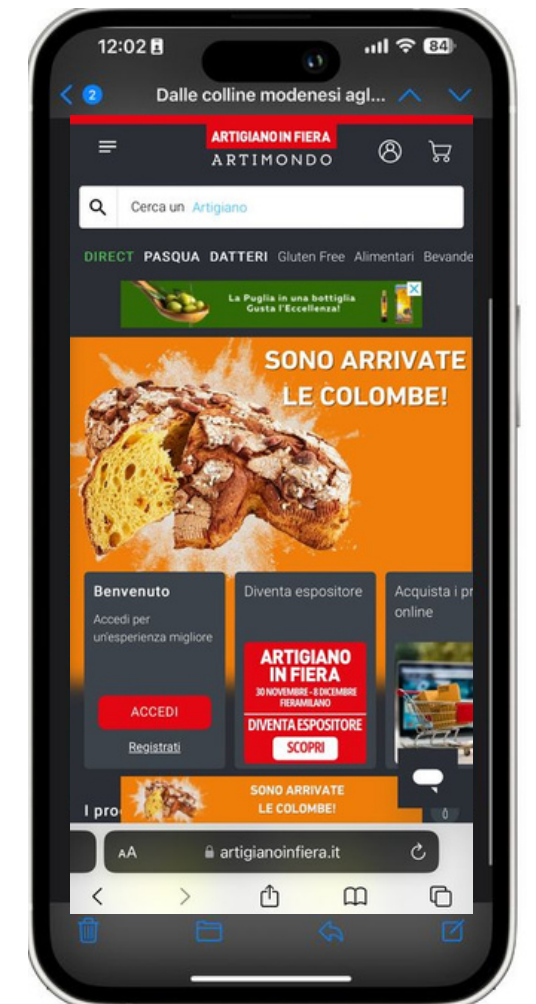 12:02
84
2
Dalle colline modenesi agl...
ARTIGIANO IN FIERA
ARTIMONDO
Cerca un Artigiano
DIRECT PASQUA DATTERI Gluten Free Alimentari Bevande
La Puglia in una bottiglia
Gusta l'Eccellenza!
SONO ARRIVATE
LE COLOMBE!
Benvenuto
Accedi per
un'esperienza migliore
ACCEDI
Registrati
Diventa espositore
ARTIGIANO
IN FIERA
30 NOVEMBRE - 8 DICEMBRE
FIERAMILANO
DIVENTA ESPOSITORE
SCOPRI
Acquista i pr
online
I pro
SONO ARRIVATE
LE COLOMBE!
AA
artigianoinfiera.it